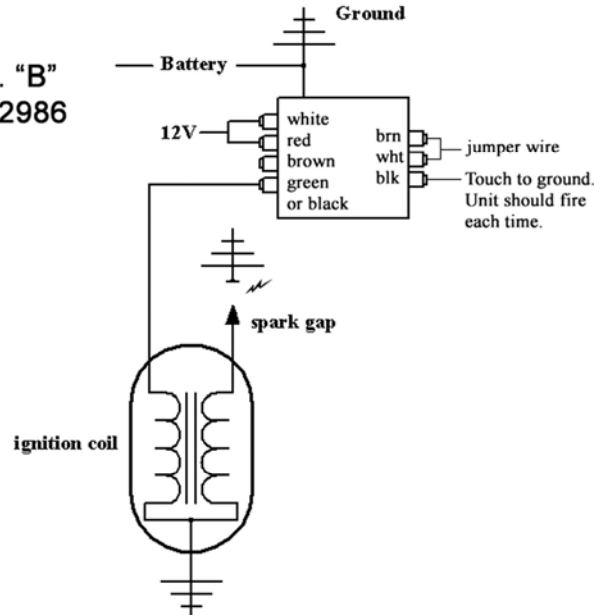 Ground
Battery
. “B”
2986
12V
white
red
brown
green
or black
brn
wht
blk
jumper wire
Touch to ground.
Unit should fire
each time.
spark gap
ignition coil